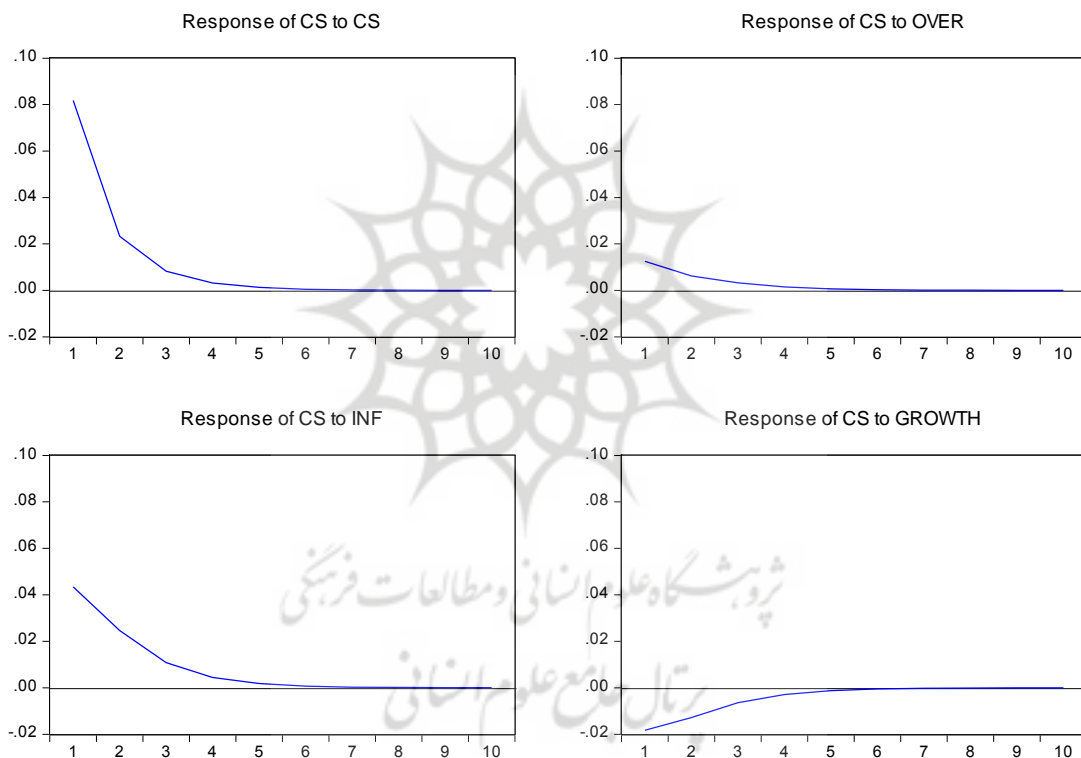 Response of CS to CS
.10
.08
.06
.04
.02
.00
-.02
1 2 3 4 5 6 7 8 9 10
Response of CS to OVER
.10
.08
.06
.04
.02
.00
-.02
1 2 3 4 5 6 7 8 9 10
Response of CS to INF
.10
.08
.06
.04
.02
.00
-.02
1 2 3 4 5 6 7 8 9 10
Response of CS to GROWTH
.10
.08
.06
.04
.02
.00
-.02
1 2 3 4 5 6 7 8 9 10
پژوهشگاه علوم انسانی و مطالعات فرهنگی
پرتال جامع علوم انسانی